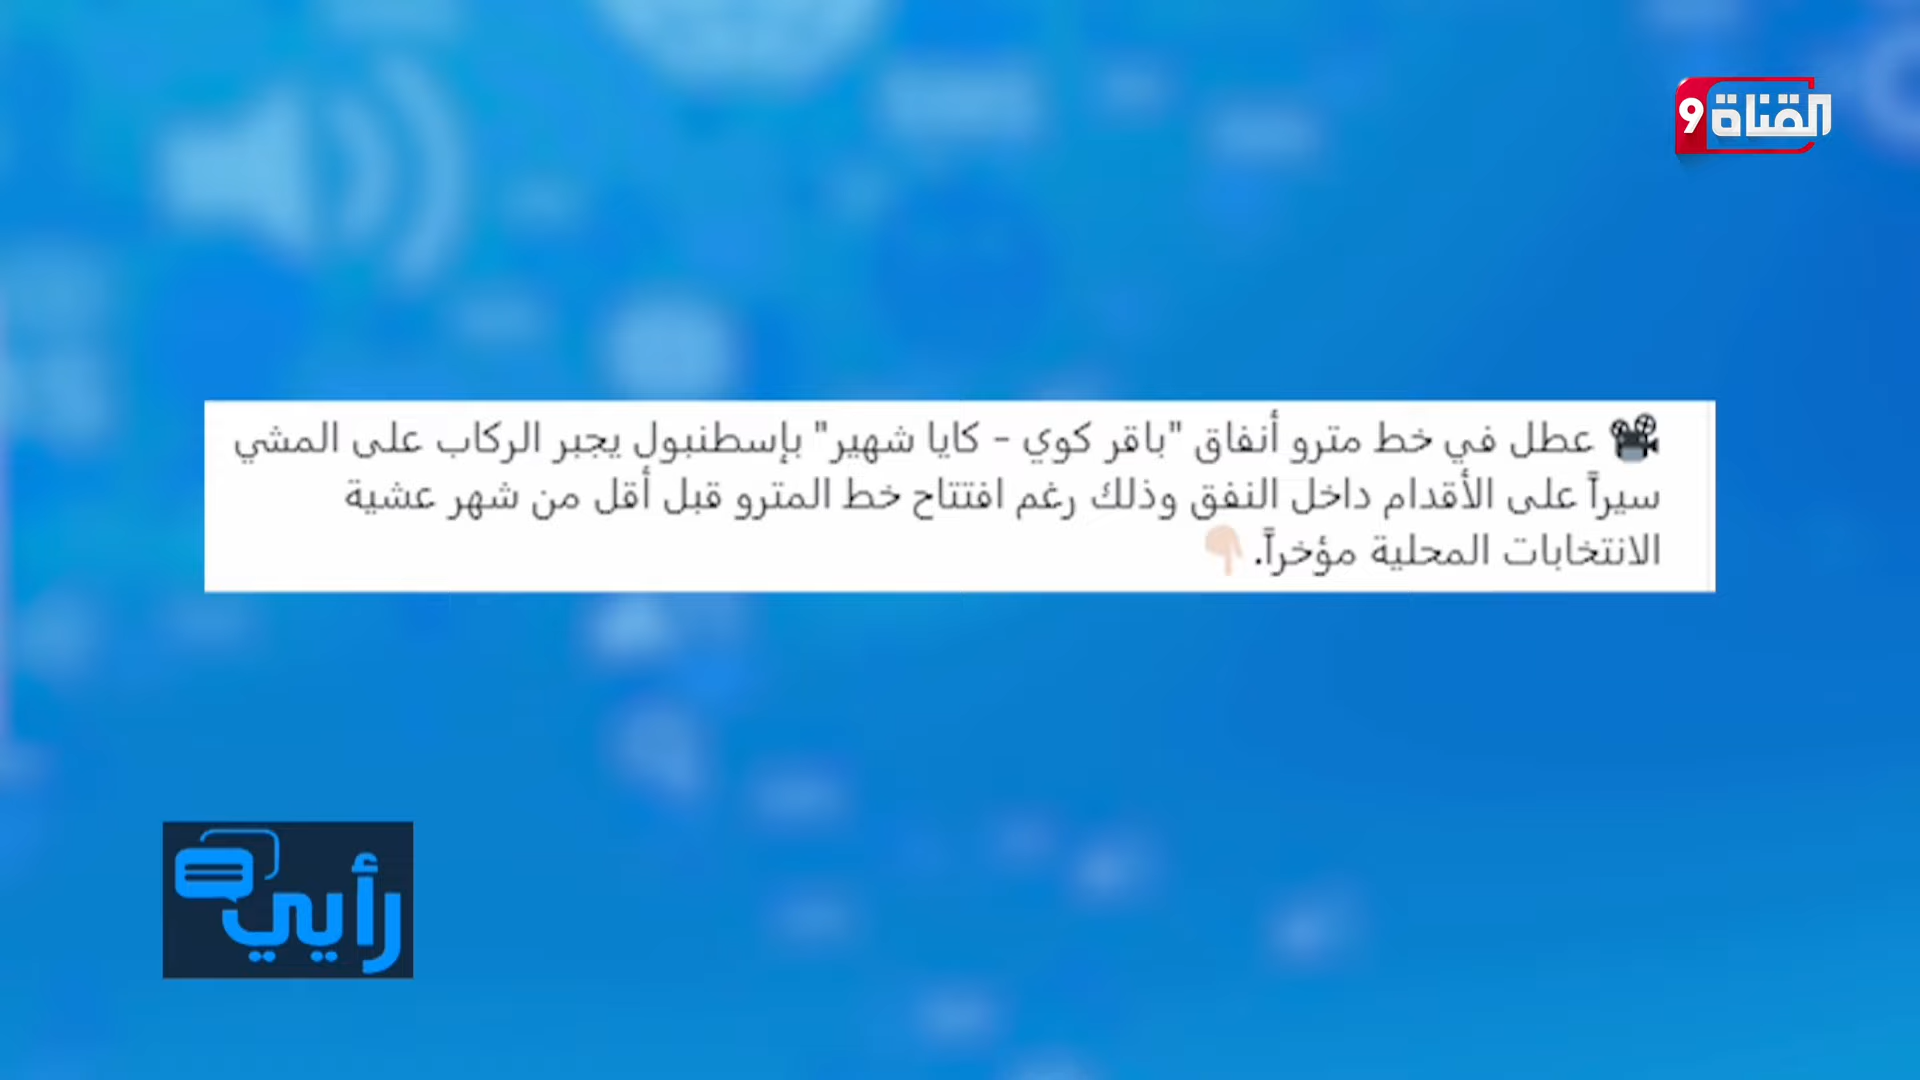 القناة 9
🎥 عطل في خط مترو أنفاق "باقر كوي - كايا شهير" بإسطنبول يجبر الركاب على المشي
سيراً على الأقدام داخل النفق وذلك رغم افتتاح خط المترو قبل أقل من شهر عشية
الانتخابات المحلية مؤخراً. 👇🏻
رأيي